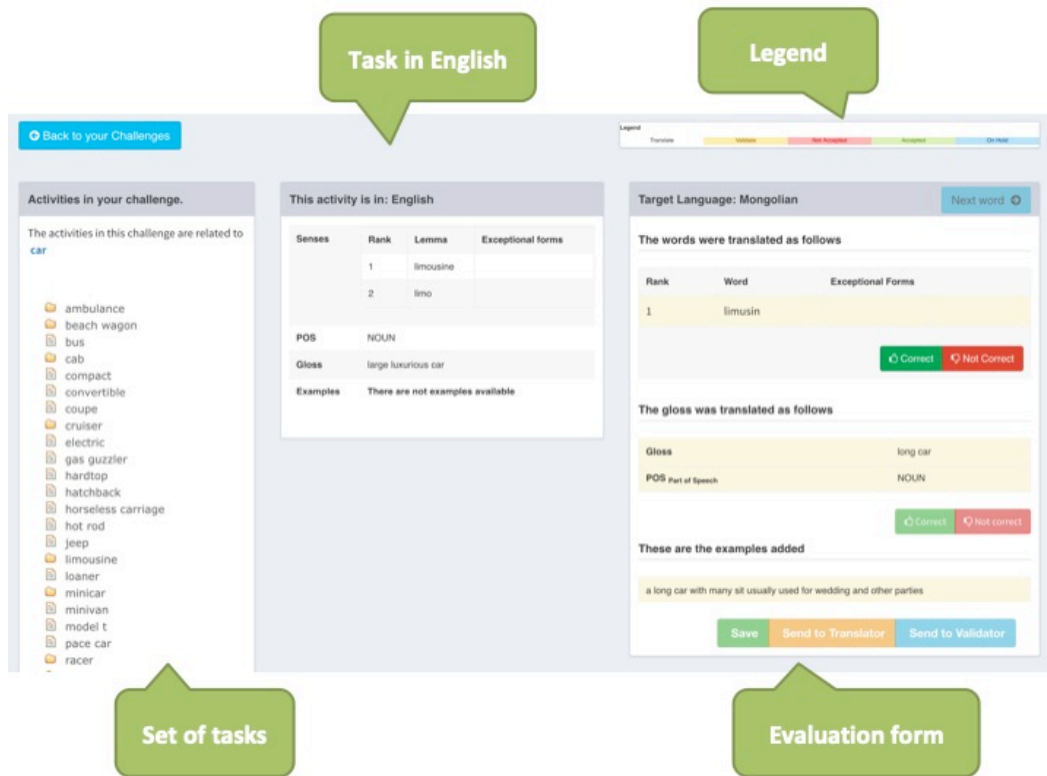 Task in English
Legend
Back to your Challenges
Legend
Translate Validate Not Accepted Accepted On Hold
Activities in your challenge.
The activities in this challenge are related to
car
ambulance
beach wagon
bus
cab
compact
convertible
coupe
cruiser
electric
gas guzzler
hardtop
hatchback
horseless carriage
hot rod
jeep
limousine
loaner
minicar
minivan
model t
pace car
racer
This activity is in: English
Senses Rank Lemma Exceptional forms
1 limousine
2 limo
POS NOUN
Gloss large luxurious car
Examples There are not examples available
Target Language: Mongolian Next word
The words were translated as follows
Rank Word Exceptional Forms
1 limusin
Correct Not Correct
The gloss was translated as follows
Gloss long car
POS Part of Speech NOUN
Correct Not correct
These are the examples added
a long car with many sit usually used for wedding and other parties
Save Send to Translator Send to Validator
Set of tasks
Evaluation form